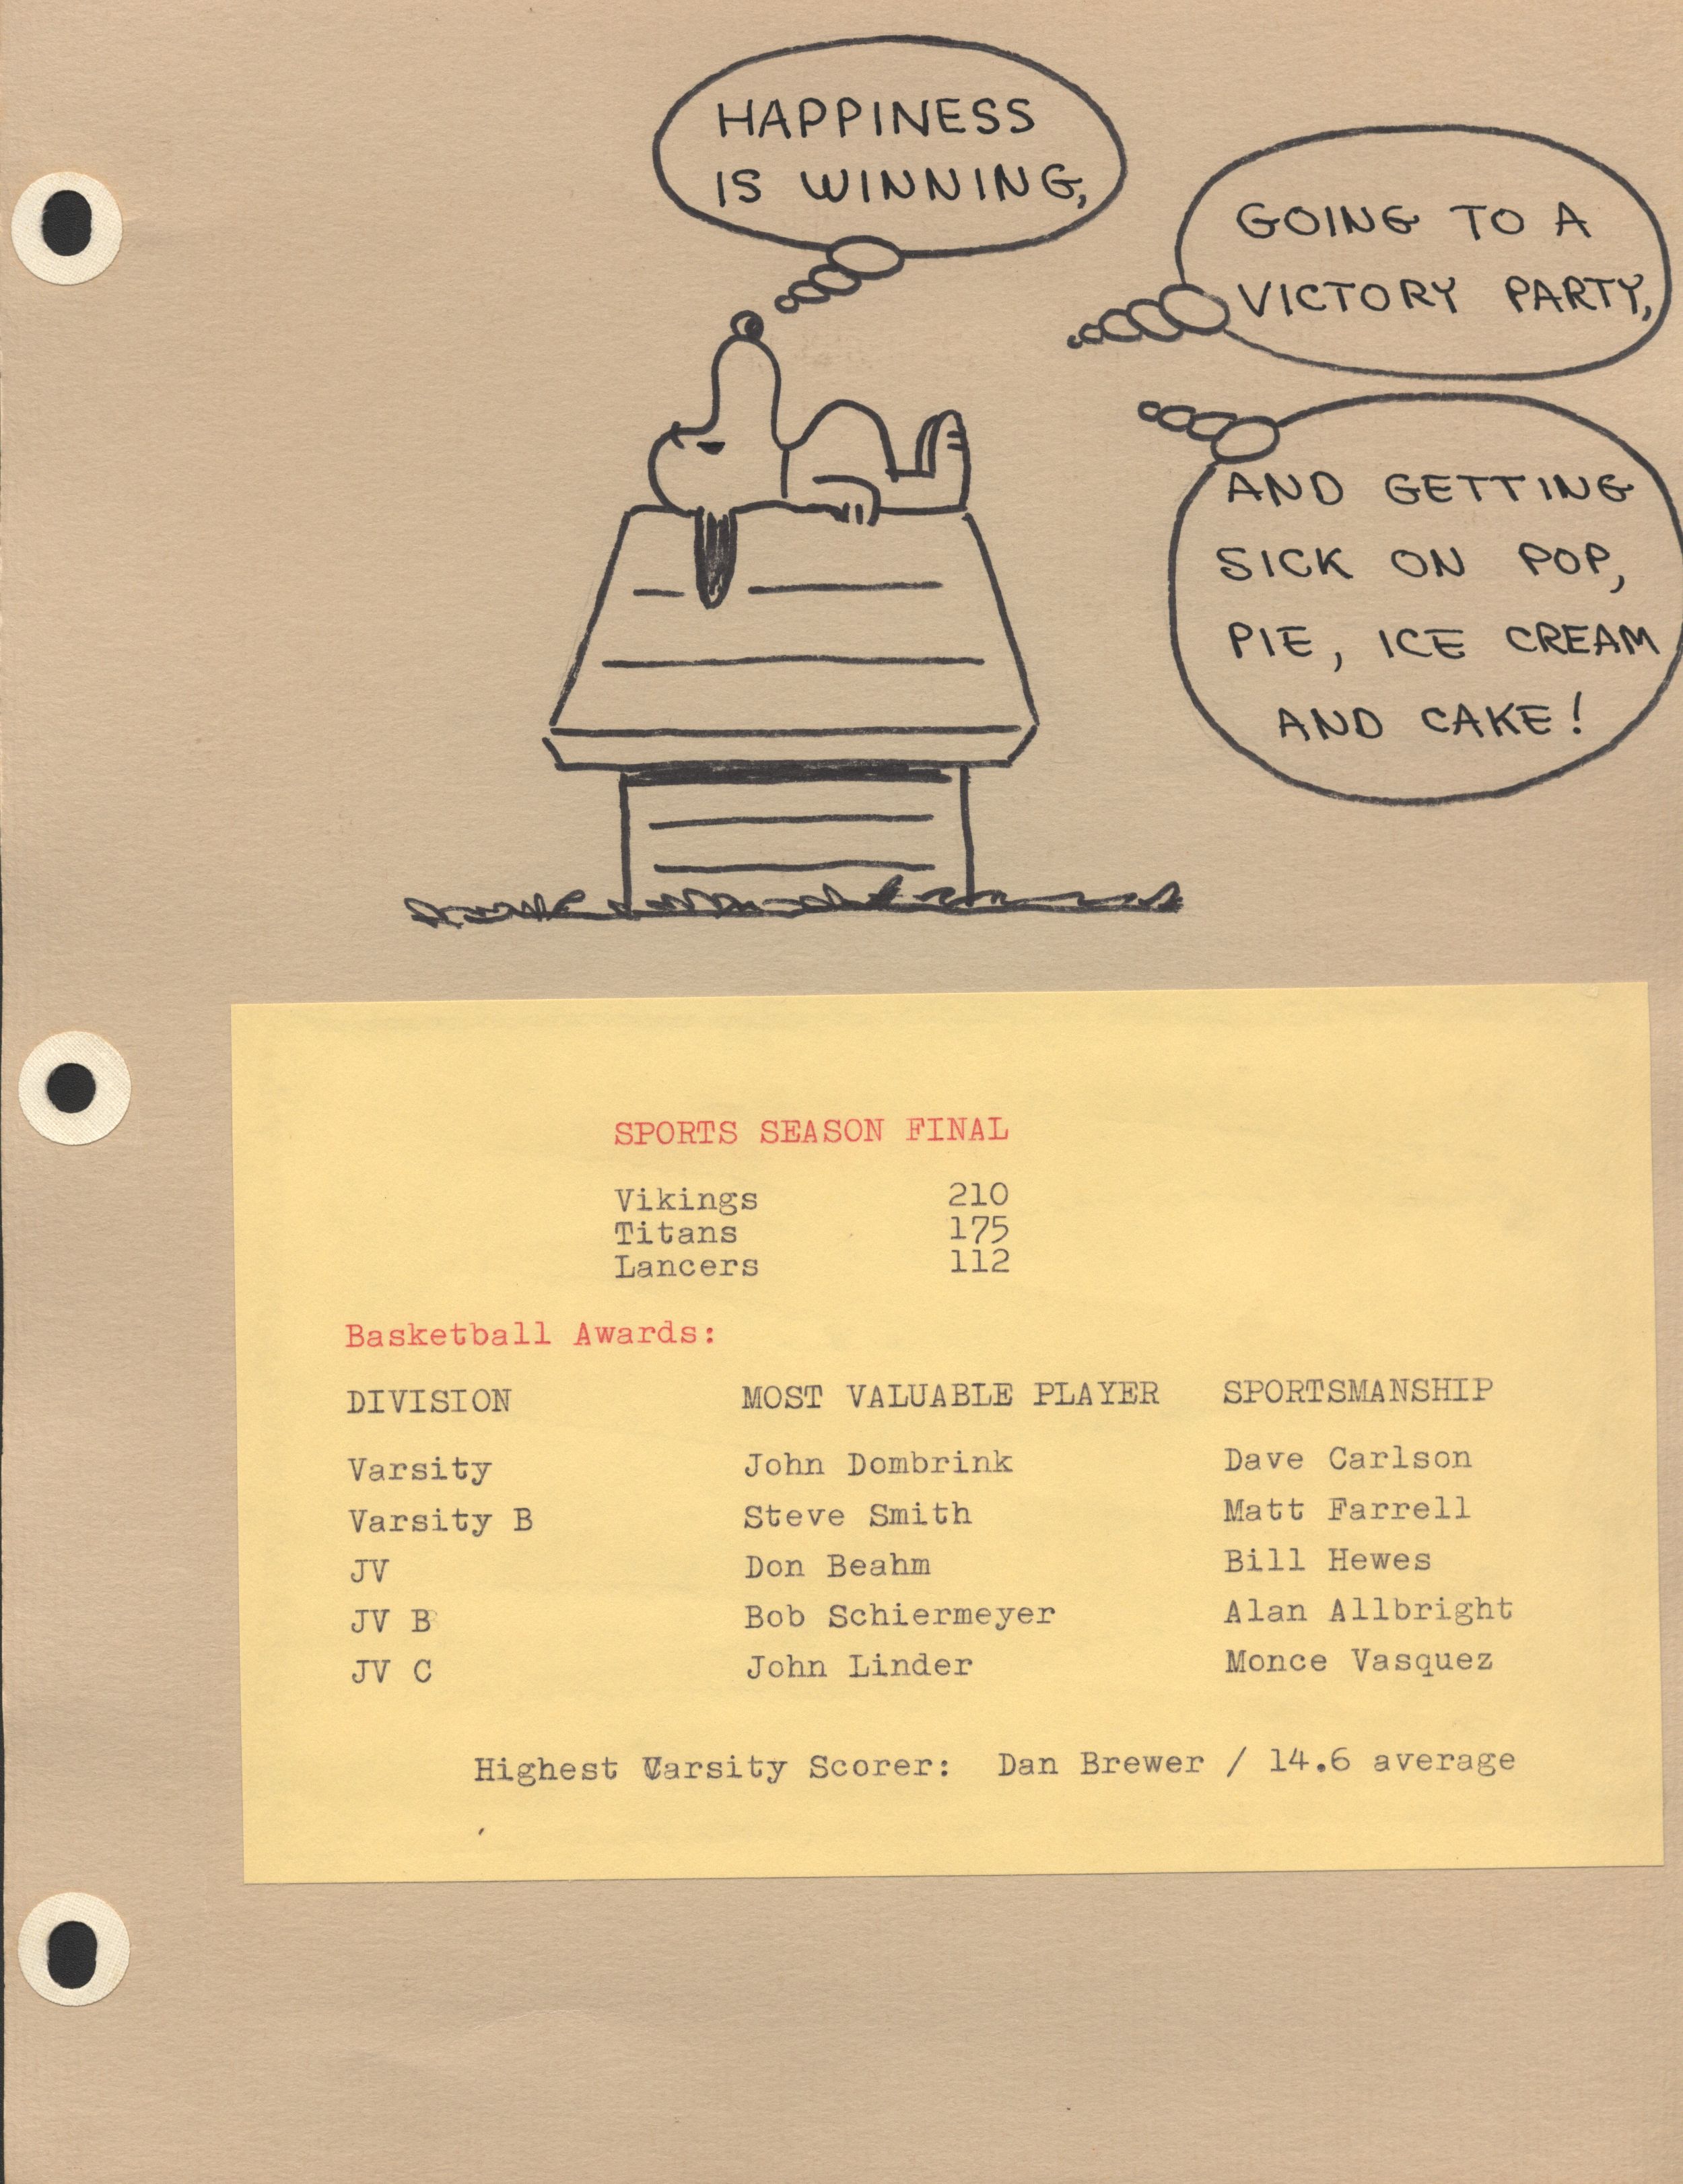 HAPPINESS
IS WINNING,
GOING TO A
VICTORY PARTY,
AND GETTING
SICK ON POP,
PIE, ICE CREAM
AND CAKE!
SPORTS SEASON FINAL
Vikings 210
Titans 175
Lancers 112
Basketball Awards:
DIVISION MOST VALUABLE PLAYER SPORTSMANSHIP
Varsity John Dombrink Dave Carlson
Varsity B Steve Smith Matt Farrell
JV Don Beahm Bill Hewes
JV B Bob Schiermeyer Alan Allbright
JV C John Linder Monce Vasquez
Highest Varsity Scorer: Dan Brewer / 14.6 average